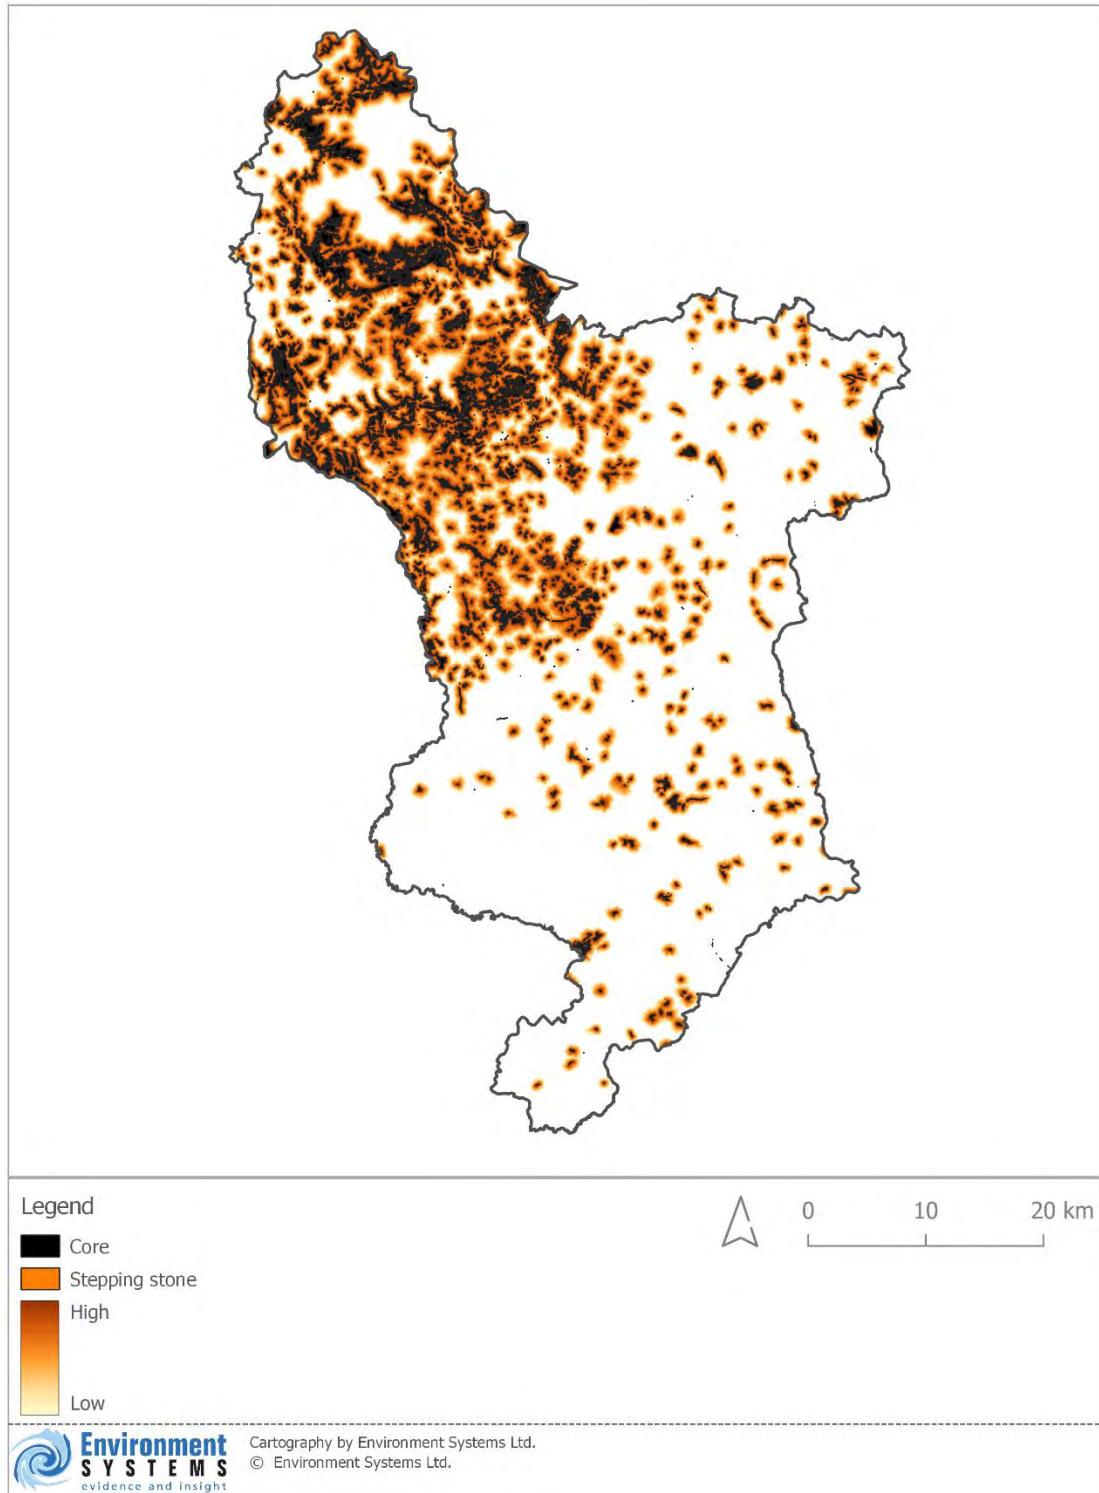 Legend
Core
Stepping stone
High
Low
0 10 20 km
Environment
SYSTEMS
evidence and insight
Cartography by Environment Systems Ltd.
© Environment Systems Ltd.